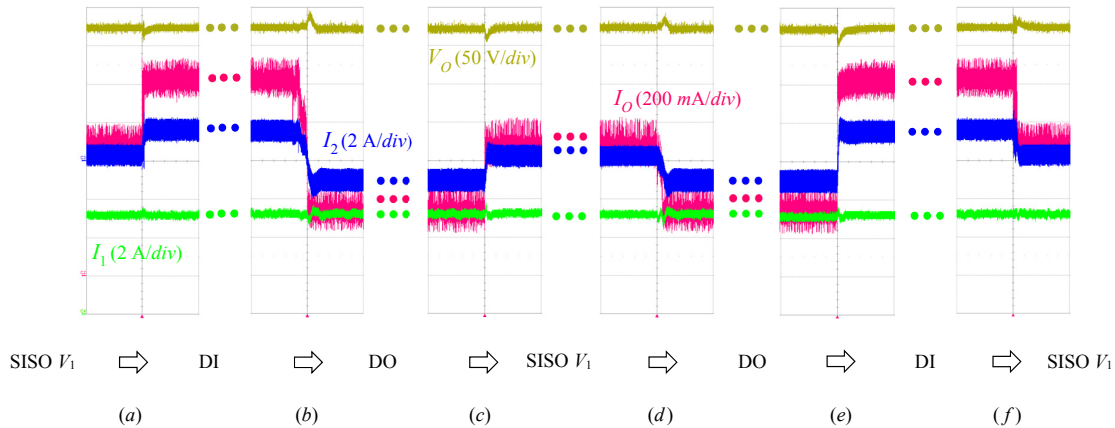 V_O (50 V/div)
I_O (200 mA/div)
I_2 (2 A/div)
I_1 (2 A/div)
SISO V_1 ⇨ DI ⇨ DO ⇨ SISO V_1 ⇨ DO ⇨ DI ⇨ SISO V_1
(a) (b) (c) (d) (e) (f)